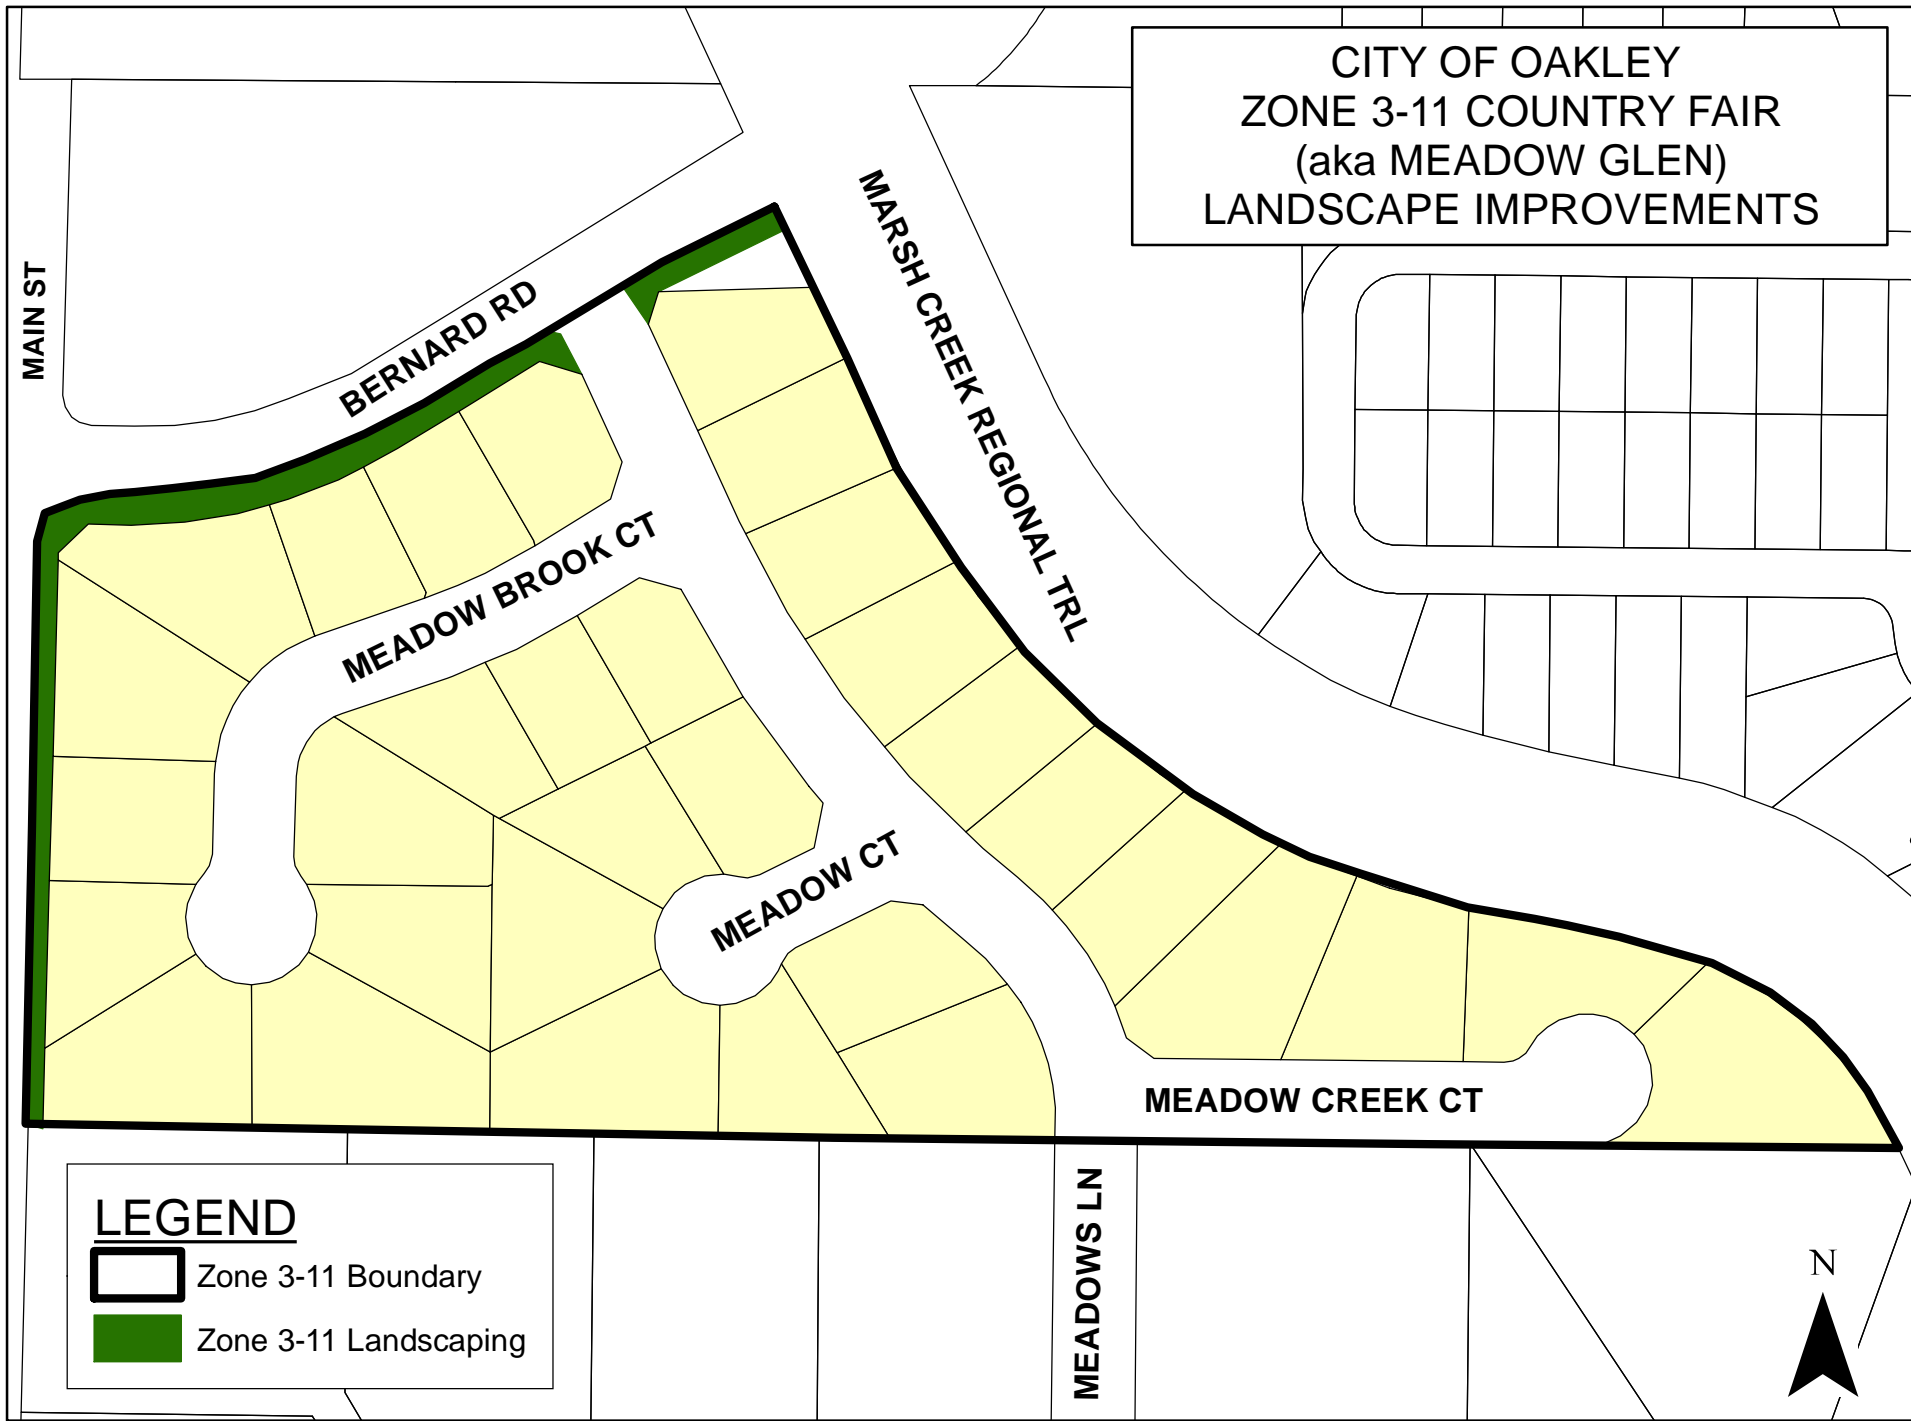 CITY OF OAKLEY
ZONE 3-11 COUNTRY FAIR
(aka MEADOW GLEN)
LANDSCAPE IMPROVEMENTS
MAIN ST
BERNARD RD
MARSH CREEK REGIONAL TRL
MEADOW BROOK CT
MEADOW CT
MEADOW CREEK CT
MEADOWS LN
LEGEND
Zone 3-11 Boundary
Zone 3-11 Landscaping
N